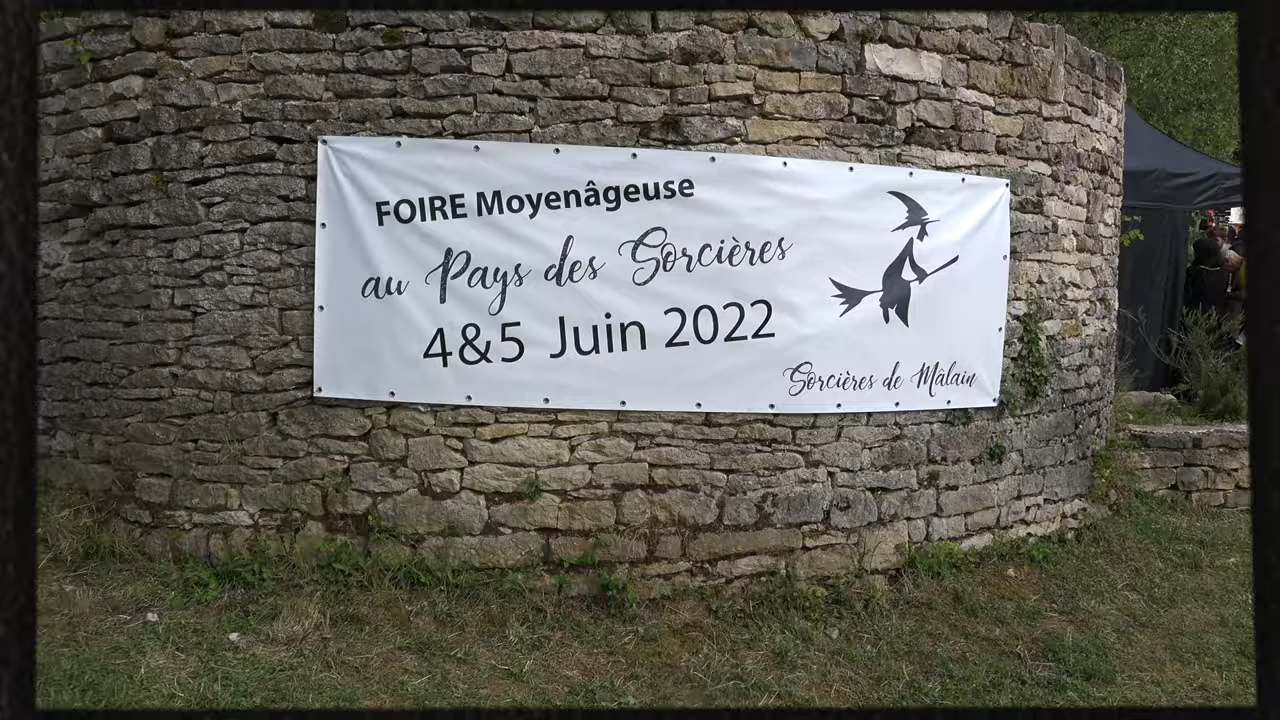 FOIRE Moyenâgeuse
au Pays des Sorcières
4&5 Juin 2022
Sorcières de Mâlain